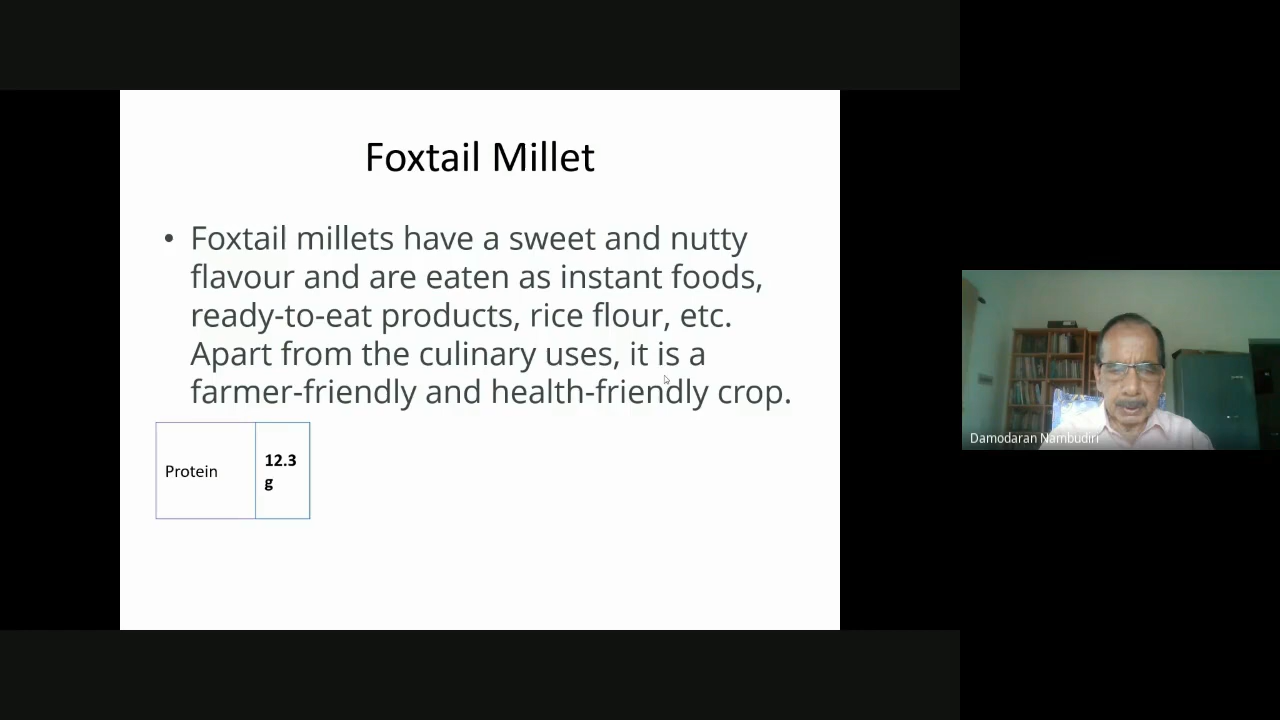 Foxtail Millet
• Foxtail millets have a sweet and nutty
flavour and are eaten as instant foods,
ready-to-eat products, rice flour, etc.
Apart from the culinary uses, it is a
farmer-friendly and health-friendly crop.
Protein
12.3
g
Damodaran Nambudiri